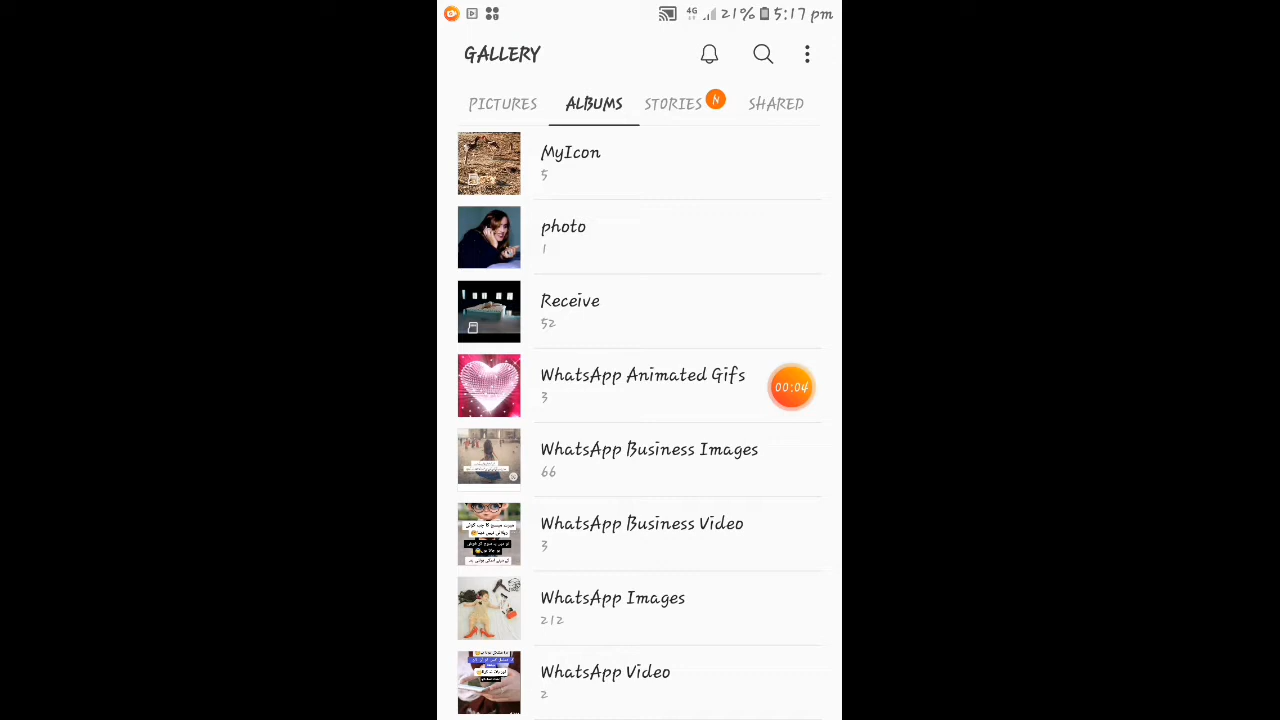 4G 21% 5:17 pm
GALLERY
PICTURES ALBUMS STORIES N SHARED
MyIcon
5
photo
1
Receive
52
WhatsApp Animated Gifs
3
00:04
WhatsApp Business Images
66
WhatsApp Business Video
3
WhatsApp Images
212
WhatsApp Video
2